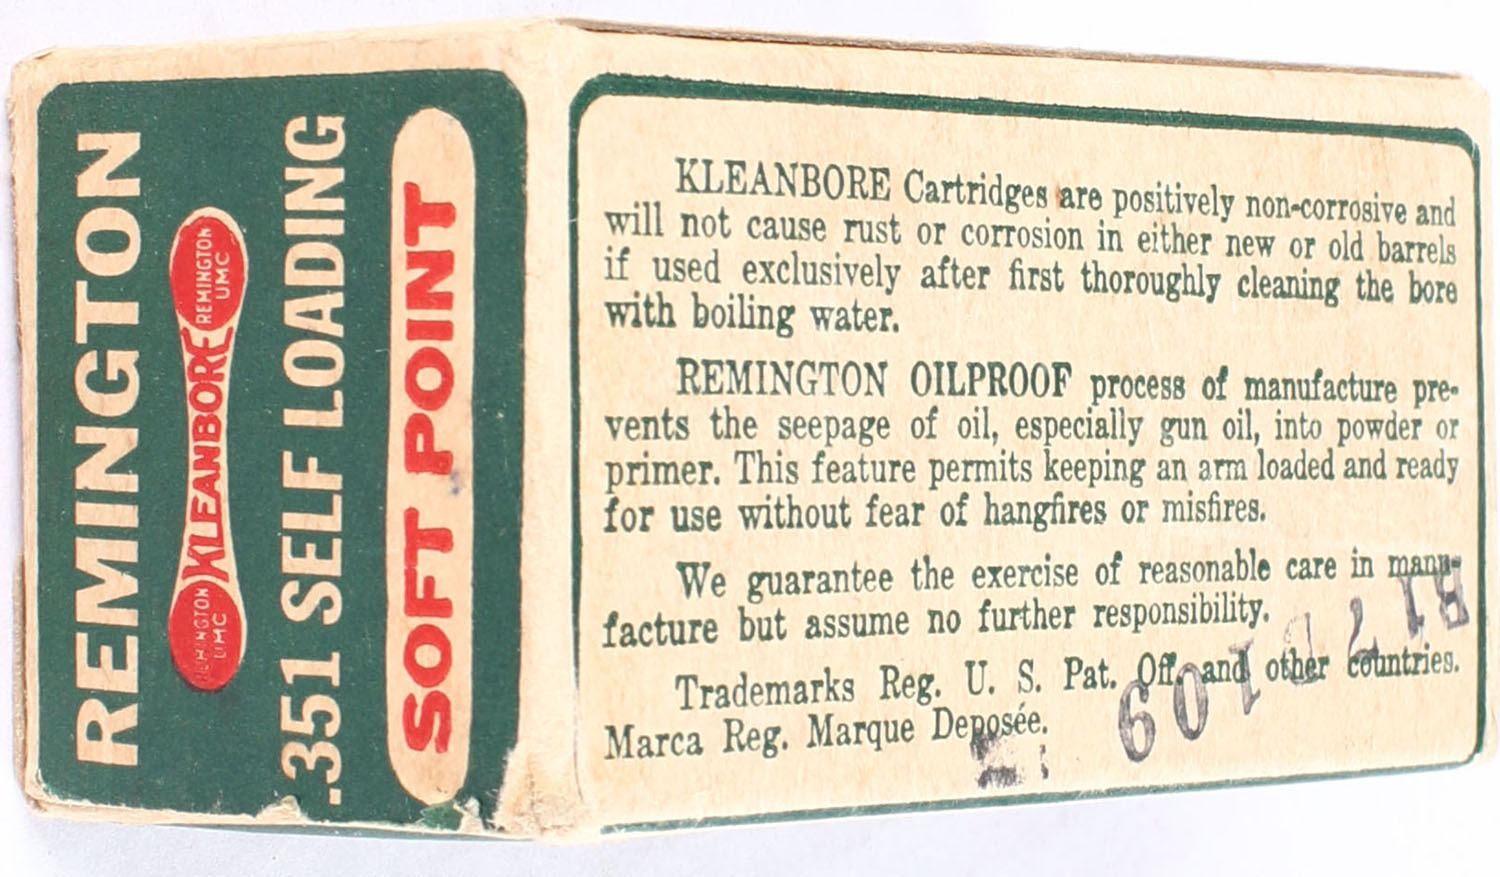 REMINGTON
REMINGTON UMC KLEANBORE REMINGTON UMC
.351 SELF LOADING
SOFT POINT
KLEANBORE Cartridges are positively non-corrosive and
will not cause rust or corrosion in either new or old barrels
if used exclusively after first thoroughly cleaning the bore
with boiling water.
REMINGTON OILPROOF process of manufacture pre-
vents the seepage of oil, especially gun oil, into powder or
primer. This feature permits keeping an arm loaded and ready
for use without fear of hangfires or misfires.
We guarantee the exercise of reasonable care in manu-
facture but assume no further responsibility.
Trademarks Reg. U. S. Pat. Off. and other countries.
Marca Reg. Marque Deposée.